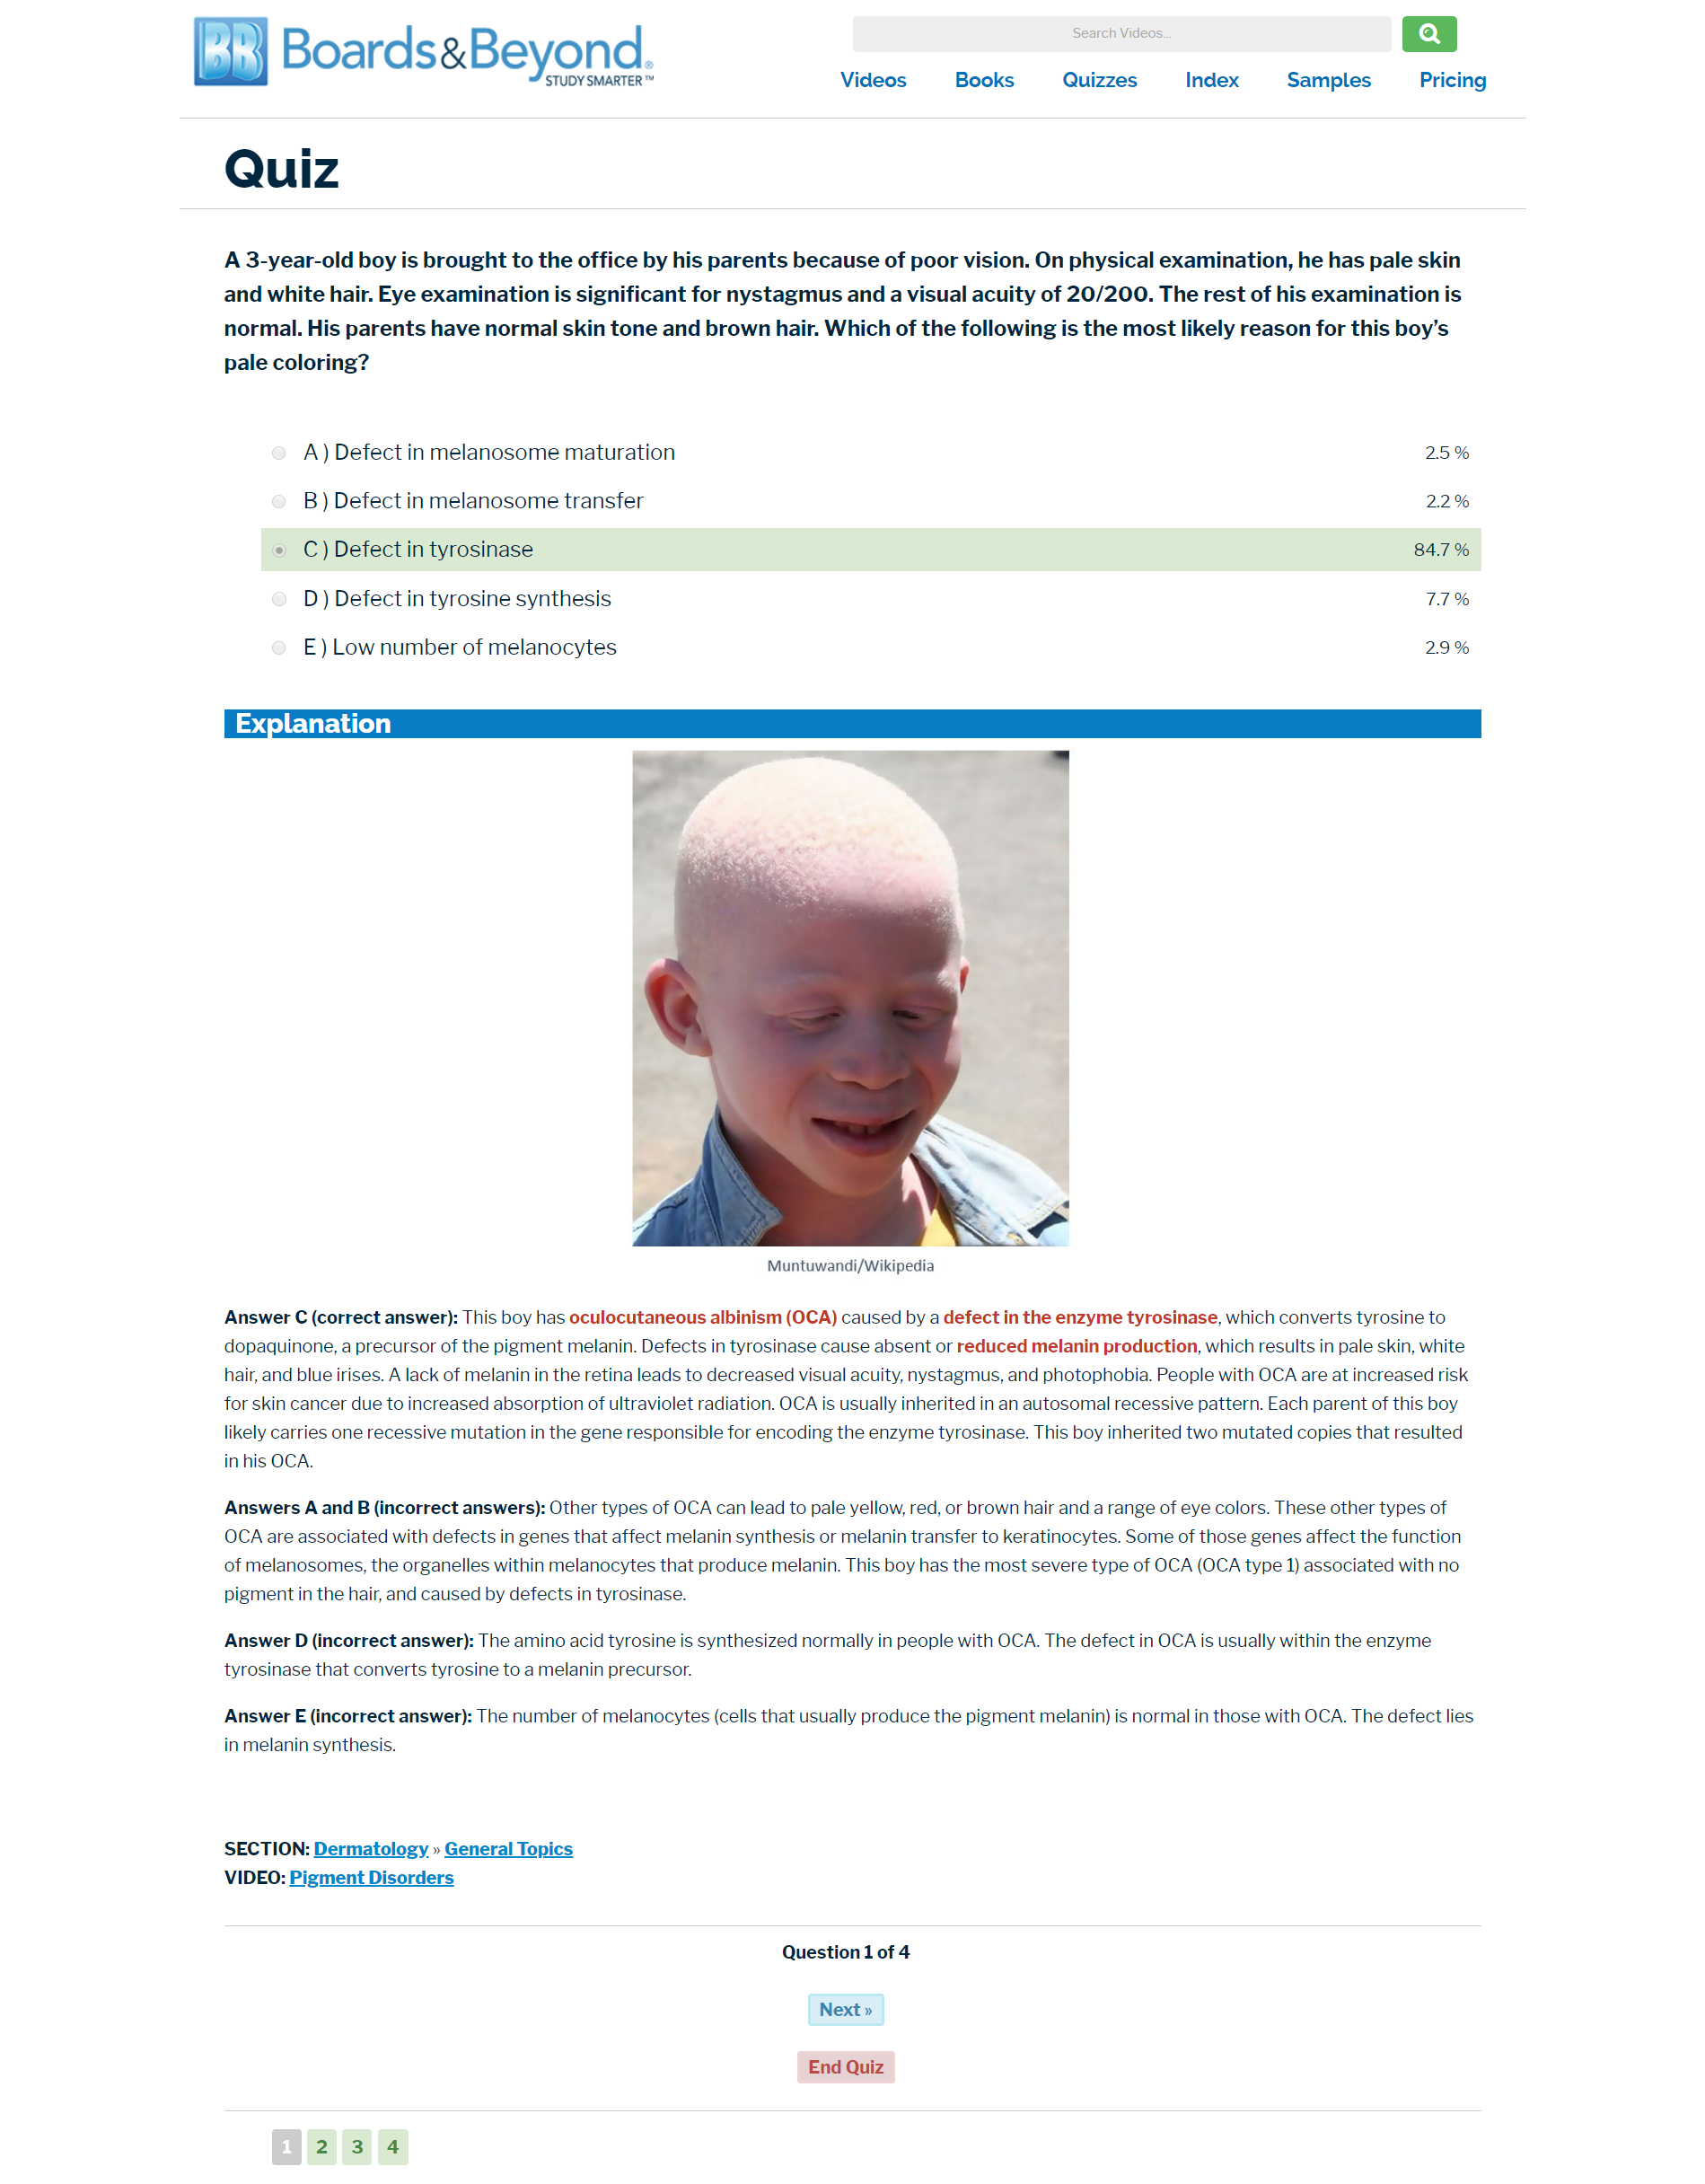 BB Boards&Beyond®
STUDY SMARTER™
Search Videos...
Videos Books Quizzes Index Samples Pricing
Quiz
A 3-year-old boy is brought to the office by his parents because of poor vision. On physical examination, he has pale skin
and white hair. Eye examination is significant for nystagmus and a visual acuity of 20/200. The rest of his examination is
normal. His parents have normal skin tone and brown hair. Which of the following is the most likely reason for this boy’s
pale coloring?
A ) Defect in melanosome maturation 2.5 %
B ) Defect in melanosome transfer 2.2 %
C ) Defect in tyrosinase 84.7 %
D ) Defect in tyrosine synthesis 7.7 %
E ) Low number of melanocytes 2.9 %
Explanation
Muntuwandi/Wikipedia
Answer C (correct answer): This boy has oculocutaneous albinism (OCA) caused by a defect in the enzyme tyrosinase, which converts tyrosine to
dopaquinone, a precursor of the pigment melanin. Defects in tyrosinase cause absent or reduced melanin production, which results in pale skin, white
hair, and blue irises. A lack of melanin in the retina leads to decreased visual acuity, nystagmus, and photophobia. People with OCA are at increased risk
for skin cancer due to increased absorption of ultraviolet radiation. OCA is usually inherited in an autosomal recessive pattern. Each parent of this boy
likely carries one recessive mutation in the gene responsible for encoding the enzyme tyrosinase. This boy inherited two mutated copies that resulted
in his OCA.
Answers A and B (incorrect answers): Other types of OCA can lead to pale yellow, red, or brown hair and a range of eye colors. These other types of
OCA are associated with defects in genes that affect melanin synthesis or melanin transfer to keratinocytes. Some of those genes affect the function
of melanosomes, the organelles within melanocytes that produce melanin. This boy has the most severe type of OCA (OCA type 1) associated with no
pigment in the hair, and caused by defects in tyrosinase.
Answer D (incorrect answer): The amino acid tyrosine is synthesized normally in people with OCA. The defect in OCA is usually within the enzyme
tyrosinase that converts tyrosine to a melanin precursor.
Answer E (incorrect answer): The number of melanocytes (cells that usually produce the pigment melanin) is normal in those with OCA. The defect lies
in melanin synthesis.
SECTION: Dermatology » General Topics
VIDEO: Pigment Disorders
Question 1 of 4
Next »
End Quiz
1 2 3 4